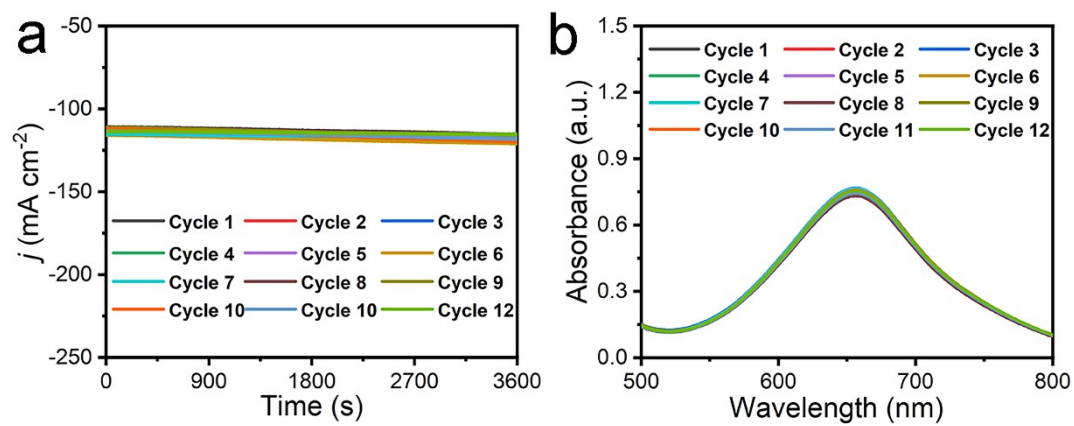 a
-50
-100
-150
-200
-250
j (mA cm-2)
Cycle 1 Cycle 2 Cycle 3
Cycle 4 Cycle 5 Cycle 6
Cycle 7 Cycle 8 Cycle 9
Cycle 10 Cycle 10 Cycle 12
0 900 1800 2700 3600
Time (s)
b
1.5
1.2
0.9
0.6
0.3
0.0
Absorbance (a.u.)
Cycle 1 Cycle 2 Cycle 3
Cycle 4 Cycle 5 Cycle 6
Cycle 7 Cycle 8 Cycle 9
Cycle 10 Cycle 11 Cycle 12
500 600 700 800
Wavelength (nm)